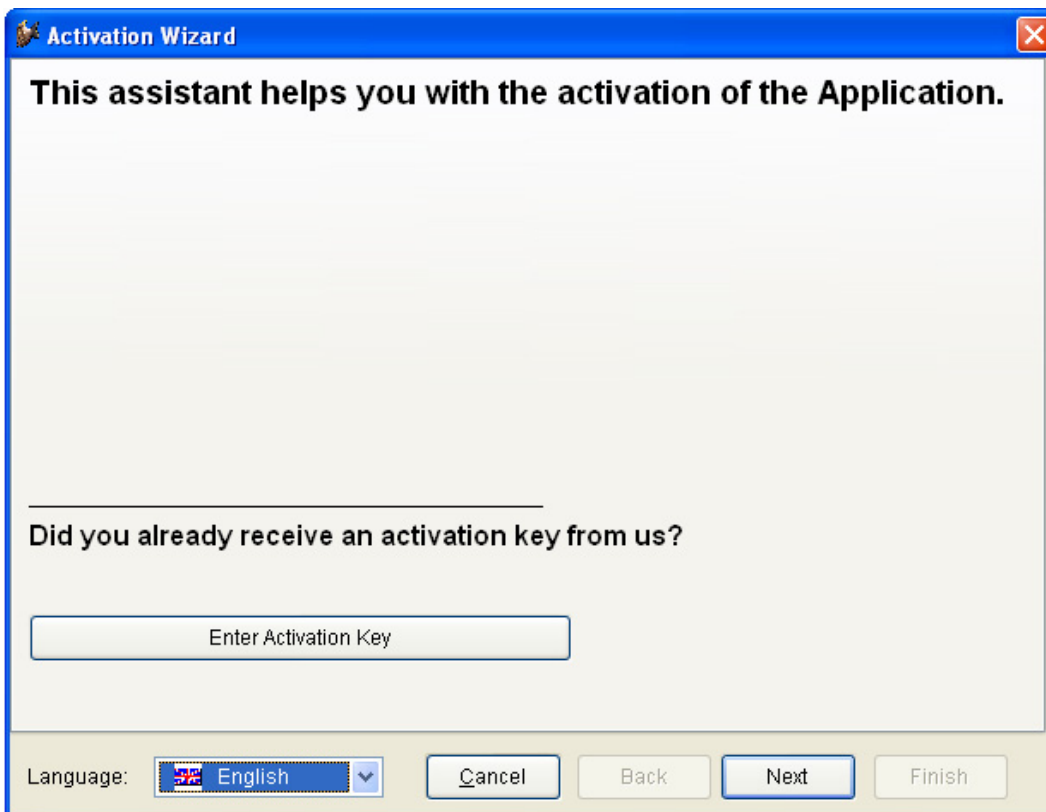 Activation Wizard
This assistant helps you with the activation of the Application.
Did you already receive an activation key from us?
Enter Activation Key
Language: English Cancel Back Next Finish